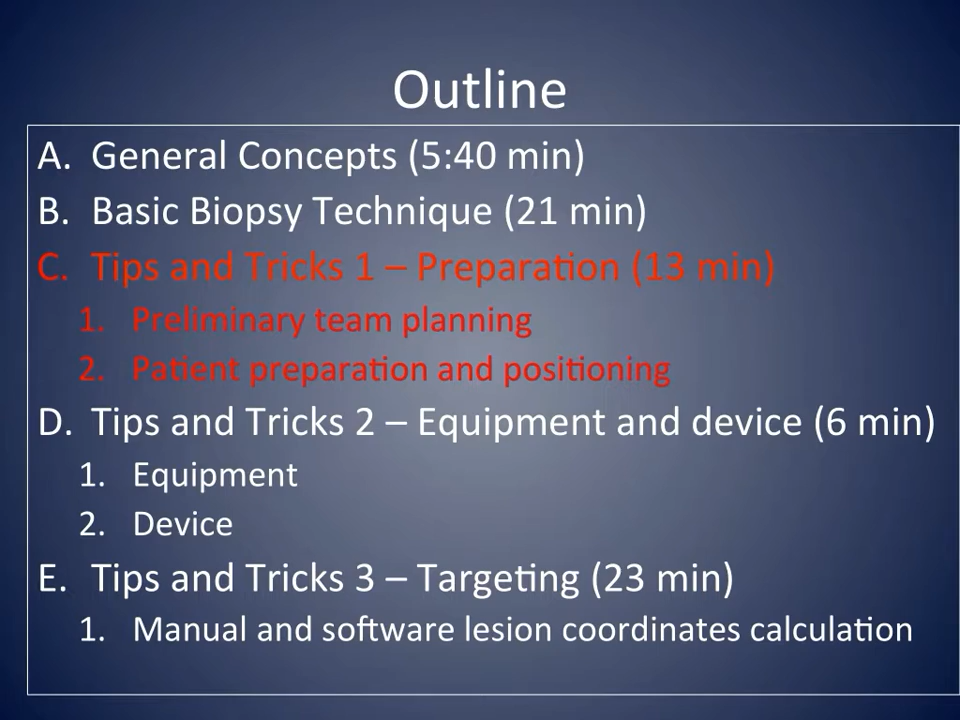 Outline
A. General Concepts (5:40 min)
B. Basic Biopsy Technique (21 min)
C. Tips and Tricks 1 – Preparation (13 min)
1. Preliminary team planning
2. Patient preparation and positioning
D. Tips and Tricks 2 – Equipment and device (6 min)
1. Equipment
2. Device
E. Tips and Tricks 3 – Targeting (23 min)
1. Manual and software lesion coordinates calculation